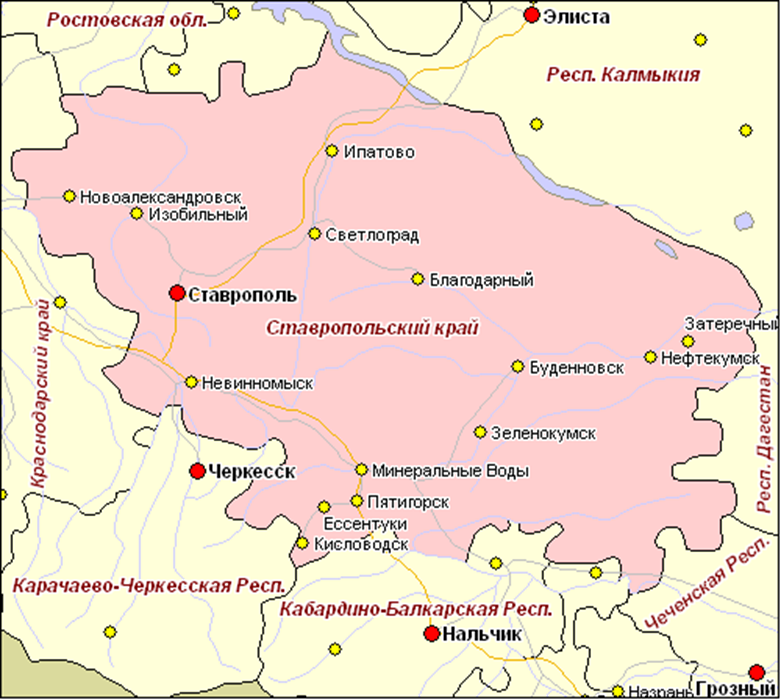 Ростовская обл.
Элиста
Респ. Калмыкия
Ипатово
Новоалександровск
Изобильный
Светлоград
Благодарный
Ставрополь
Ставропольский край
Затеречный
Нефтекумск
Буденновск
Краснодарский край
Невинномыск
Респ. Дагестан
Зеленокумск
Черкесск
Минеральные Воды
Пятигорск
Ессентуки
Кисловодск
Карачаево-Черкесская Респ.
Кабардино-Балкарская Респ.
Чеченская Респ.
Нальчик
Назрань
Грозный